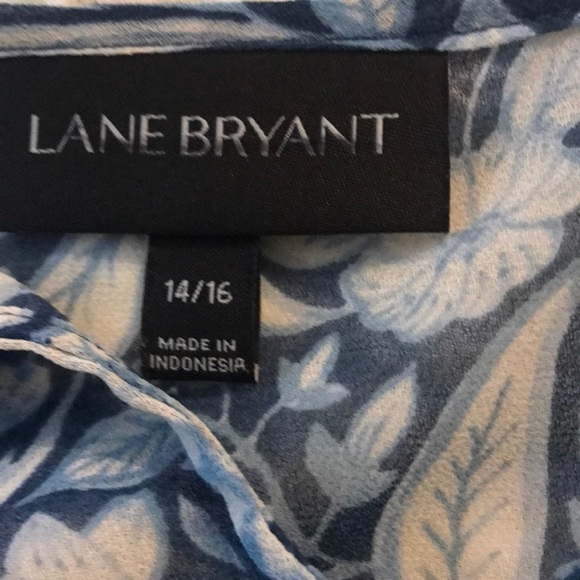 LANE BRYANT
14/16
MADE IN
INDONESIA